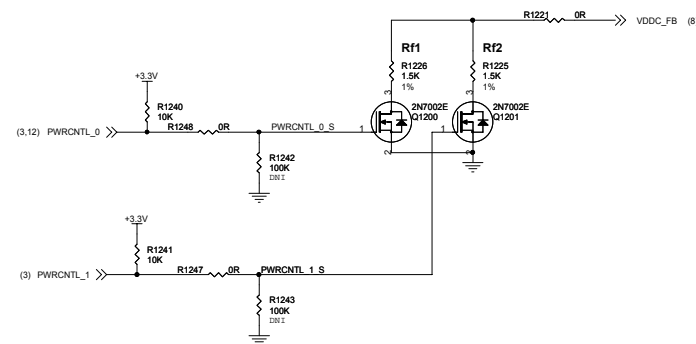 R1221 0R
VDDC_FB (8
Rf1 Rf2
R1226 R1225
1.5K 1.5K
1% 1%
3 3
+3.3V
R1240
10K
2N7002E 2N7002E
Q1200 Q1201
(3,12) PWRCNTL_0
R1248 0R
PWRCNTL_0_S
1 1
2 2
R1242
100K
DNI
+3.3V
R1241
10K
(3) PWRCNTL_1
R1247 0R
PWRCNTL_1_S
R1243
100K
DNI